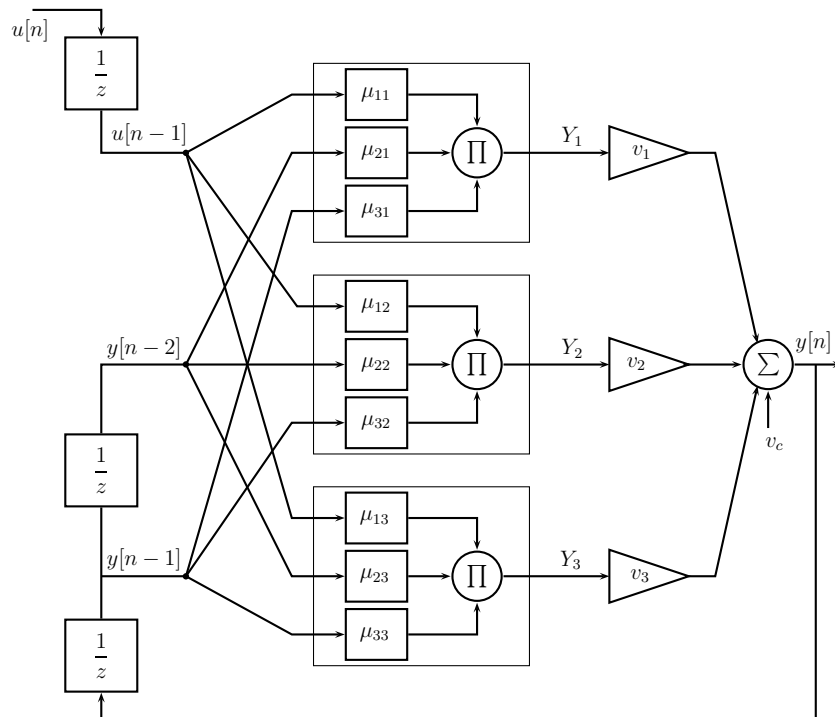 u[n]
1
z
u[n − 1]
μ₁₁
μ₂₁
μ₃₁
∏
Y₁
v₁
y[n − 2]
μ₁₂
μ₂₂
μ₃₂
∏
Y₂
v₂
∑
y[n]
v_c
1
z
y[n − 1]
μ₁₃
μ₂₃
μ₃₃
∏
Y₃
v₃
1
z